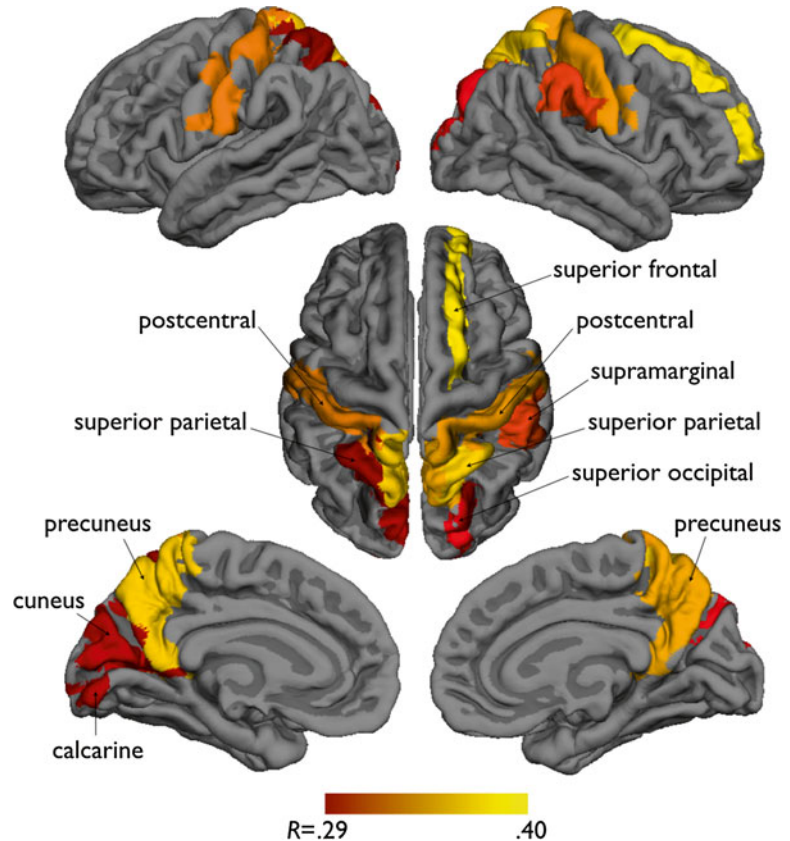 superior frontal
postcentral
postcentral
supramarginal
superior parietal
superior parietal
superior occipital
precuneus
precuneus
cuneus
calcarine
R=.29
.40